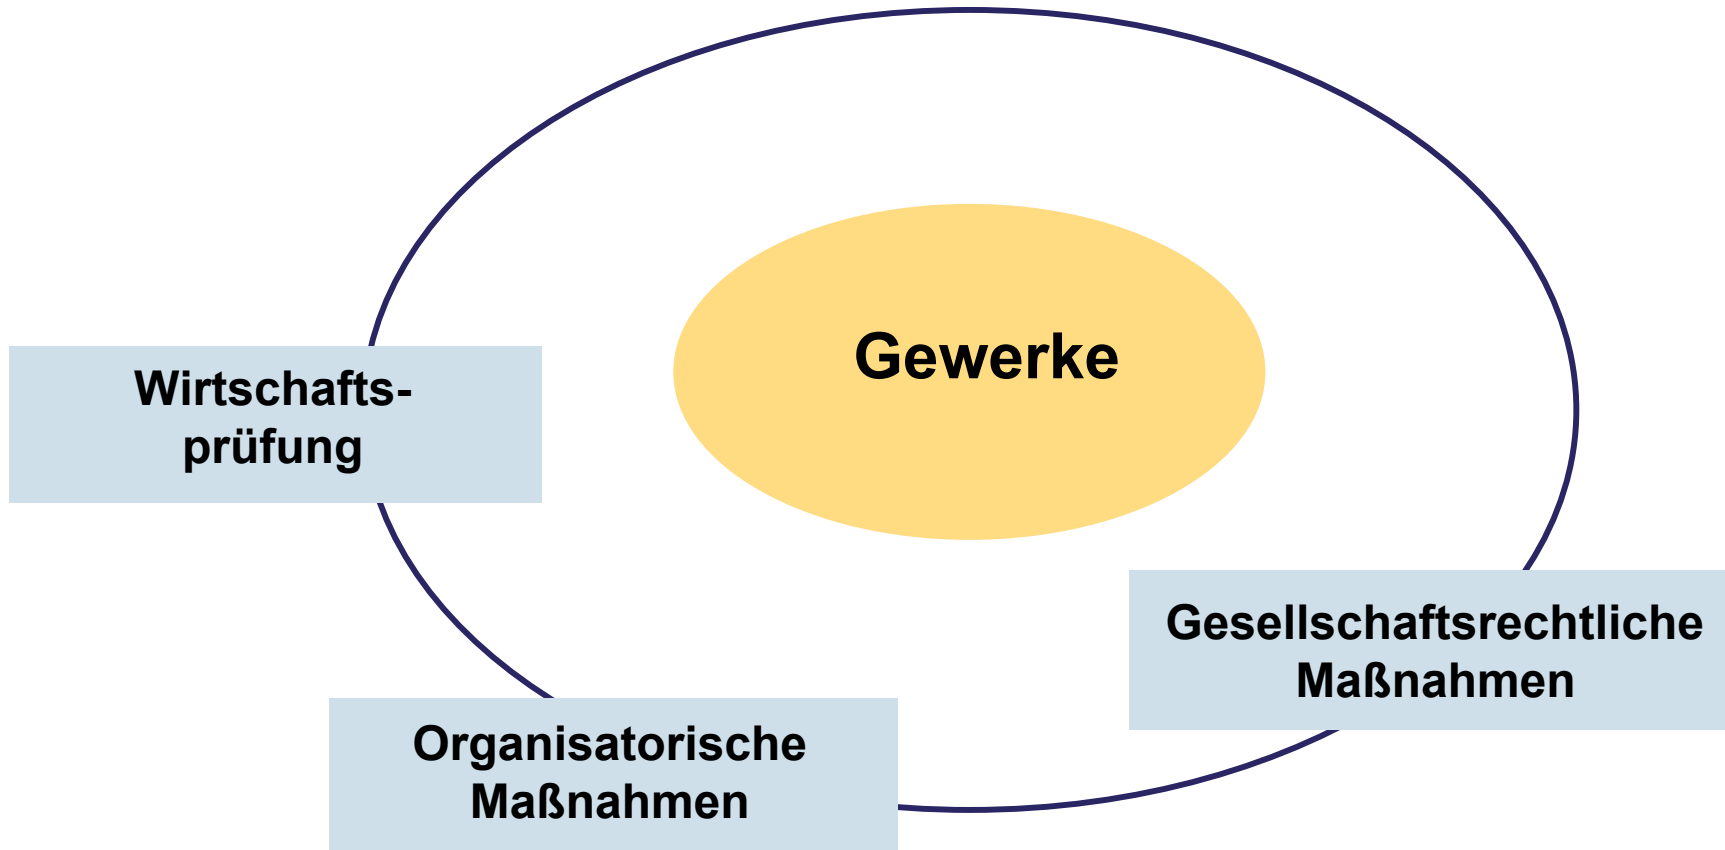 Gewerke
Wirtschafts-
prüfung
Gesellschaftsrechtliche
Maßnahmen
Organisatorische
Maßnahmen